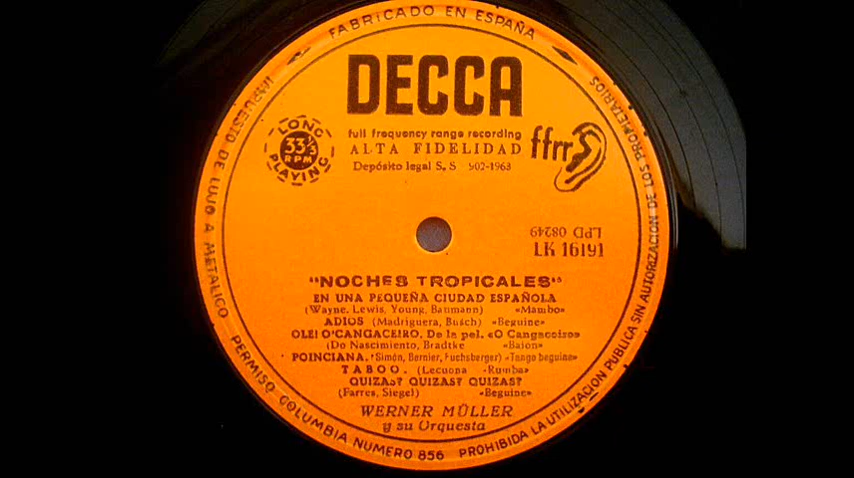 FABRICADO EN ESPAÑA
DECCA
full frequency range recording
ALTA FIDELIDAD
Depósito legal S. S 502-1963
ffrr
LONG
33 1/3
RPM
PLAYING
LPD 08249
LK 16191
"NOCHES TROPICALES"
EN UNA PEQUEÑA CIUDAD ESPAÑOLA
(Wayne, Lewis, Young, Baumann) «Mambo»
ADIOS (Madriguera, Busch) «Beguine»
OLE! O'CANGACEIRO. De la pel. «O Cangaceiro»
(Do Nascimiento, Bradtke «Baión»
POINCIANA. (Simón, Bernier, Fuchsberger) «Tango beguine»
TABOO. (Lecuona «Rumba»
QUIZAS? QUIZAS? QUIZAS?
(Farres, Siegel) «Beguine»
WERNER MÜLLER
y su Orquesta
IMPUESTO DE LUJO A METALICO
PERMISO COLUMBIA NUMERO 856
PROHIBIDA LA UTILIZACION PUBLICA SIN AUTORIZACION DE LOS PROPIETARIOS